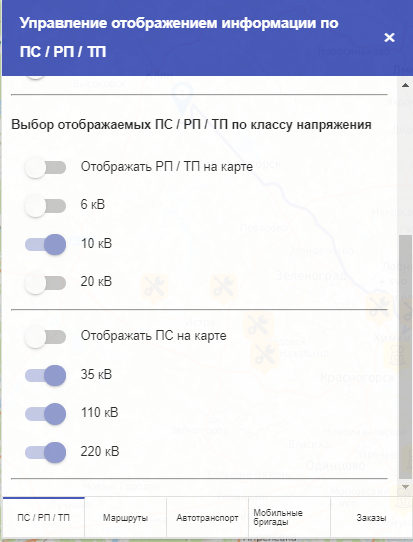 Управление отображением информации по
ПС / РП / ТП
×
Выбор отображаемых ПС / РП / ТП по классу напряжения
Отображать РП / ТП на карте
6 кВ
10 кВ
20 кВ
Отображать ПС на карте
35 кВ
110 кВ
220 кВ
ПС / РП / ТП
Маршруты
Автотранспорт
Мобильные
бригады
Заказы